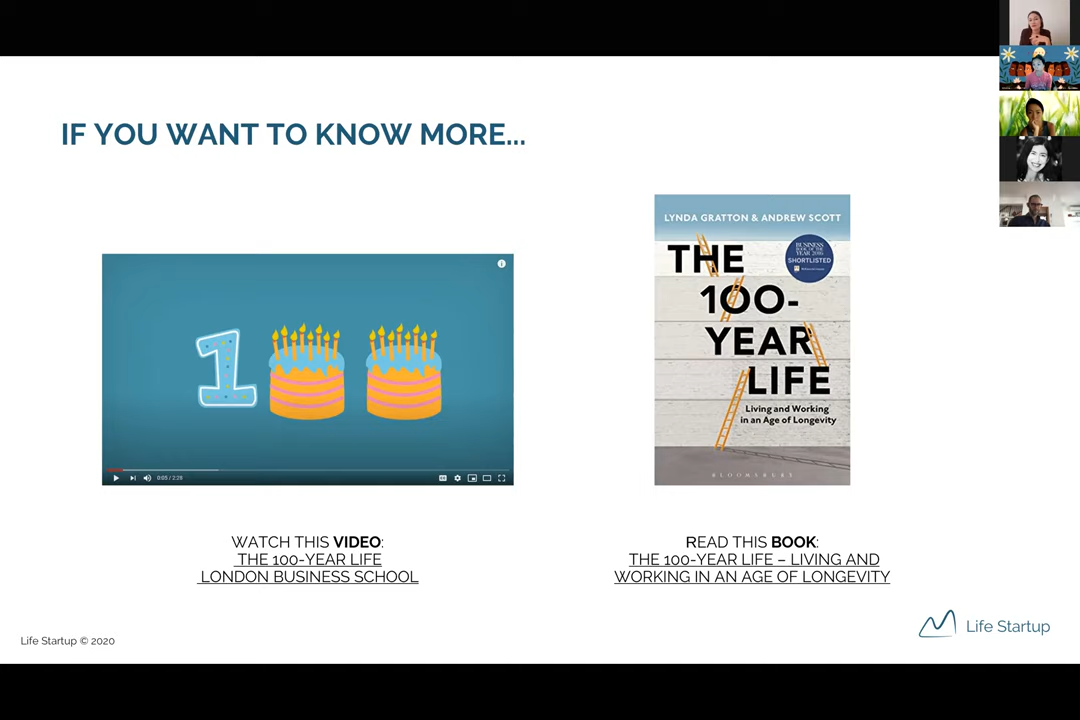 IF YOU WANT TO KNOW MORE...
LYNDA GRATTON & ANDREW SCOTT
THE
100-
YEAR
LIFE
BUSINESS
BOOK OF THE
YEAR 2016
SHORTLISTED
Living and Working
in an Age of Longevity
BLOOMSBURY
1
0:05 / 2:28
WATCH THIS VIDEO:
THE 100-YEAR LIFE
LONDON BUSINESS SCHOOL
READ THIS BOOK:
THE 100-YEAR LIFE – LIVING AND
WORKING IN AN AGE OF LONGEVITY
Life Startup © 2020
Life Startup